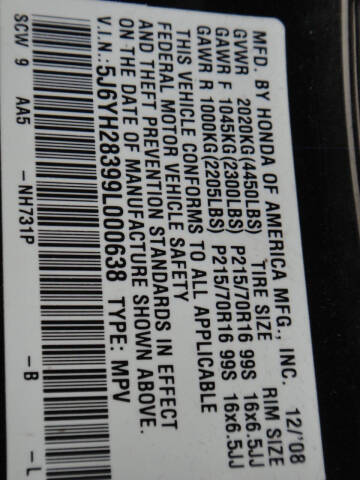 MFD. BY HONDA OF AMERICA MFG., INC. 12/'08
TIRE SIZE RIM SIZE
GVWR 2020KG(4450LBS)
GAWR F 1045KG(2300LBS) P215/70R16 99S 16x6.5JJ
GAWR R 1000KG(2205LBS) P215/70R16 99S 16x6.5JJ
THIS VEHICLE CONFORMS TO ALL APPLICABLE
FEDERAL MOTOR VEHICLE SAFETY
AND THEFT PREVENTION STANDARDS IN EFFECT
ON THE DATE OF MANUFACTURE SHOWN ABOVE.
V.I.N.: 5J6YH28399L000638 TYPE: MPV
SCW 9 AA5 -NH731P -B -L